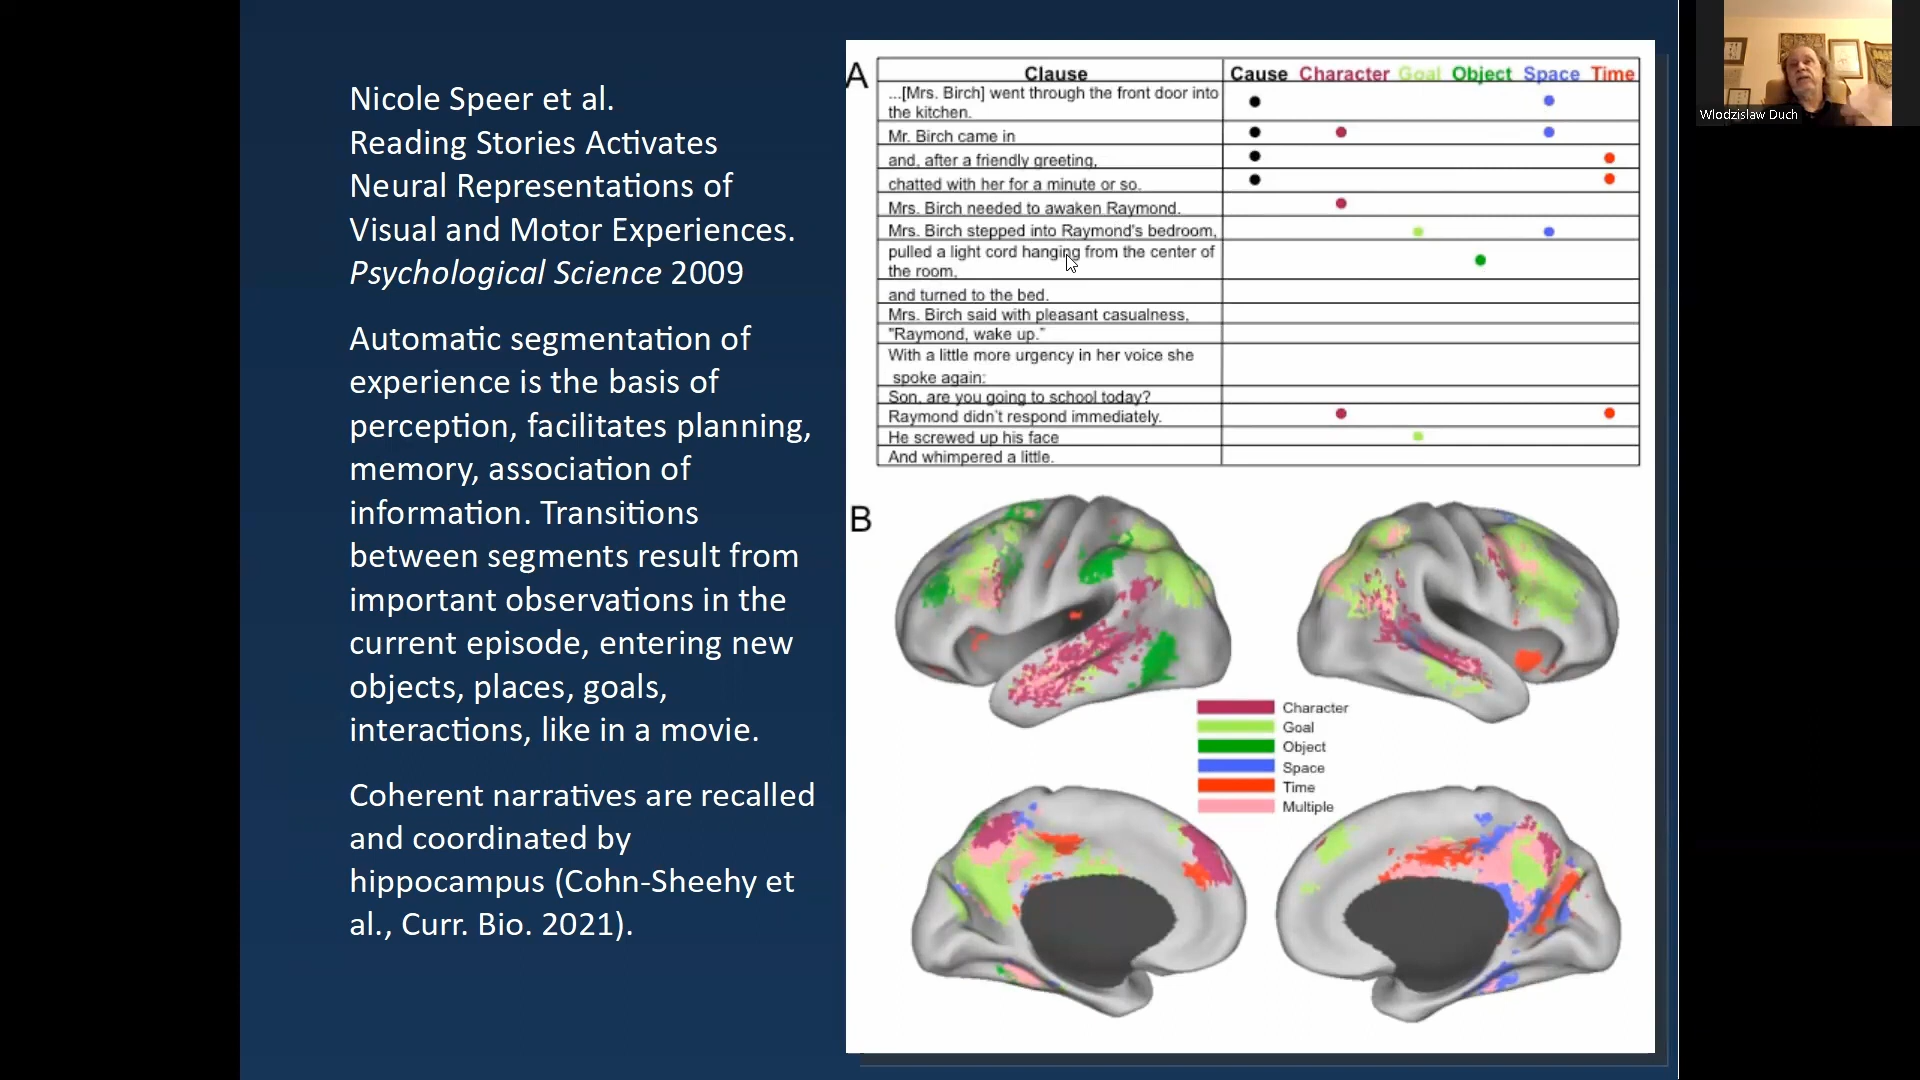 Nicole Speer et al.
Reading Stories Activates
Neural Representations of
Visual and Motor Experiences.
Psychological Science 2009
Automatic segmentation of
experience is the basis of
perception, facilitates planning,
memory, association of
information. Transitions
between segments result from
important observations in the
current episode, entering new
objects, places, goals,
interactions, like in a movie.
Coherent narratives are recalled
and coordinated by
hippocampus (Cohn-Sheehy et
al., Curr. Bio. 2021).
A
Clause Cause Character Goal Object Space Time
...[Mrs. Birch] went through the front door into
the kitchen.
Mr. Birch came in
and, after a friendly greeting,
chatted with her for a minute or so.
Mrs. Birch needed to awaken Raymond.
Mrs. Birch stepped into Raymond's bedroom,
pulled a light cord hanging from the center of
the room,
and turned to the bed.
Mrs. Birch said with pleasant casualness,
"Raymond, wake up."
With a little more urgency in her voice she
spoke again:
Son, are you going to school today?
Raymond didn't respond immediately.
He screwed up his face
And whimpered a little.
B
Character
Goal
Object
Space
Time
Multiple
Wlodzislaw Duch